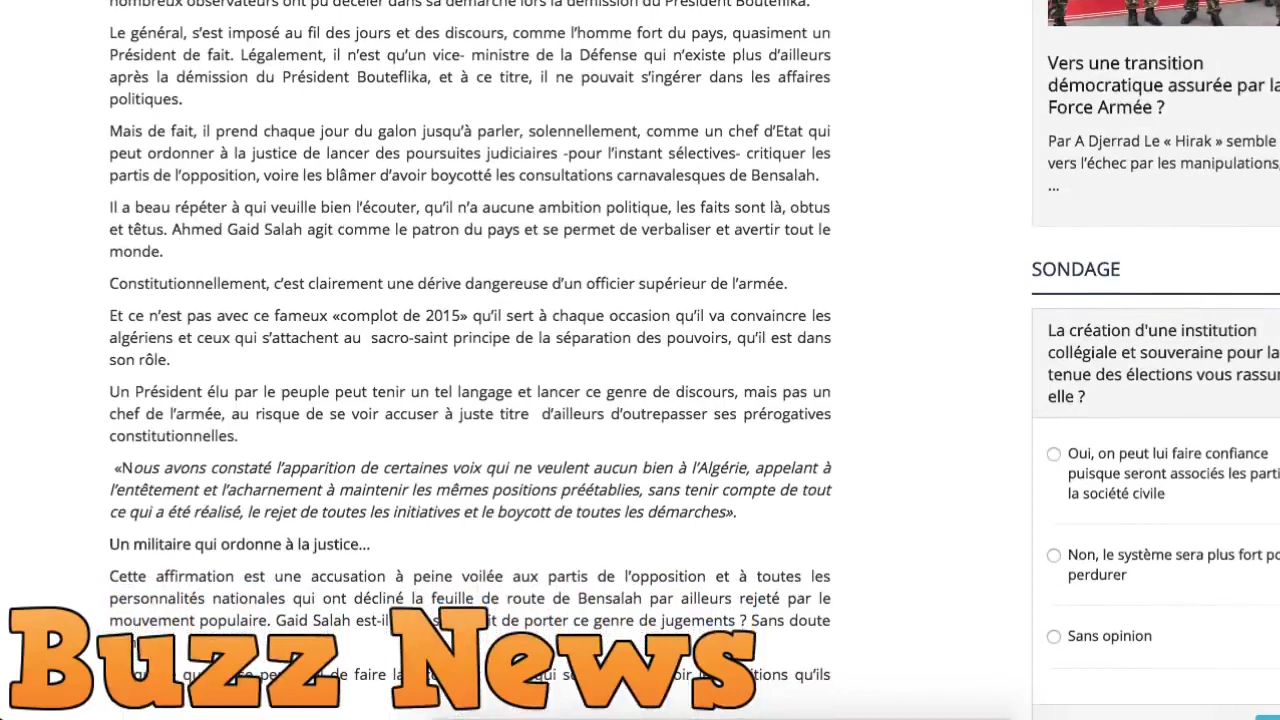 nombreux observateurs ont pu déceler dans sa démarche lors la démission du Président Bouteflika.
Le général, s’est imposé au fil des jours et des discours, comme l’homme fort du pays, quasiment un
Président de fait. Légalement, il n’est qu’un vice- ministre de la Défense qui n’existe plus d’ailleurs
après la démission du Président Bouteflika, et à ce titre, il ne pouvait s’ingérer dans les affaires
politiques.
Mais de fait, il prend chaque jour du galon jusqu’à parler, solennellement, comme un chef d’Etat qui
peut ordonner à la justice de lancer des poursuites judiciaires -pour l’instant sélectives- critiquer les
partis de l’opposition, voire les blâmer d’avoir boycotté les consultations carnavalesques de Bensalah.
Il a beau répéter à qui veuille bien l’écouter, qu’il n’a aucune ambition politique, les faits sont là, obtus
et têtus. Ahmed Gaid Salah agit comme le patron du pays et se permet de verbaliser et avertir tout le
monde.
Constitutionnellement, c’est clairement une dérive dangereuse d’un officier supérieur de l’armée.
Et ce n’est pas avec ce fameux «complot de 2015» qu’il sert à chaque occasion qu’il va convaincre les
algériens et ceux qui s’attachent au sacro-saint principe de la séparation des pouvoirs, qu’il est dans
son rôle.
Un Président élu par le peuple peut tenir un tel langage et lancer ce genre de discours, mais pas un
chef de l’armée, au risque de se voir accuser à juste titre d’ailleurs d’outrepasser ses prérogatives
constitutionnelles.
«Nous avons constaté l’apparition de certaines voix qui ne veulent aucun bien à l’Algérie, appelant à
l’entêtement et l’acharnement à maintenir les mêmes positions préétablies, sans tenir compte de tout
ce qui a été réalisé, le rejet de toutes les initiatives et le boycott de toutes les démarches».
Un militaire qui ordonne à la justice…
Cette affirmation est une accusation à peine voilée aux partis de l’opposition et à toutes les
personnalités nationales qui ont décliné la feuille de route de Bensalah par ailleurs rejeté par le
mouvement populaire. Gaid Salah de porter ce genre de jugements ? Sans doute
de faire qu’ils
Buzz News
Vers une transition
démocratique assurée par la
Force Armée ?
Par A Djerrad Le « Hirak » semble
vers l’échec par les manipulations,
...
SONDAGE
La création d'une institution
collégiale et souveraine pour la
tenue des élections vous
elle ?
Oui, on peut lui faire confiance
puisque seront associés les
la société civile
Non, le système sera plus fort
perdurer
Sans opinion